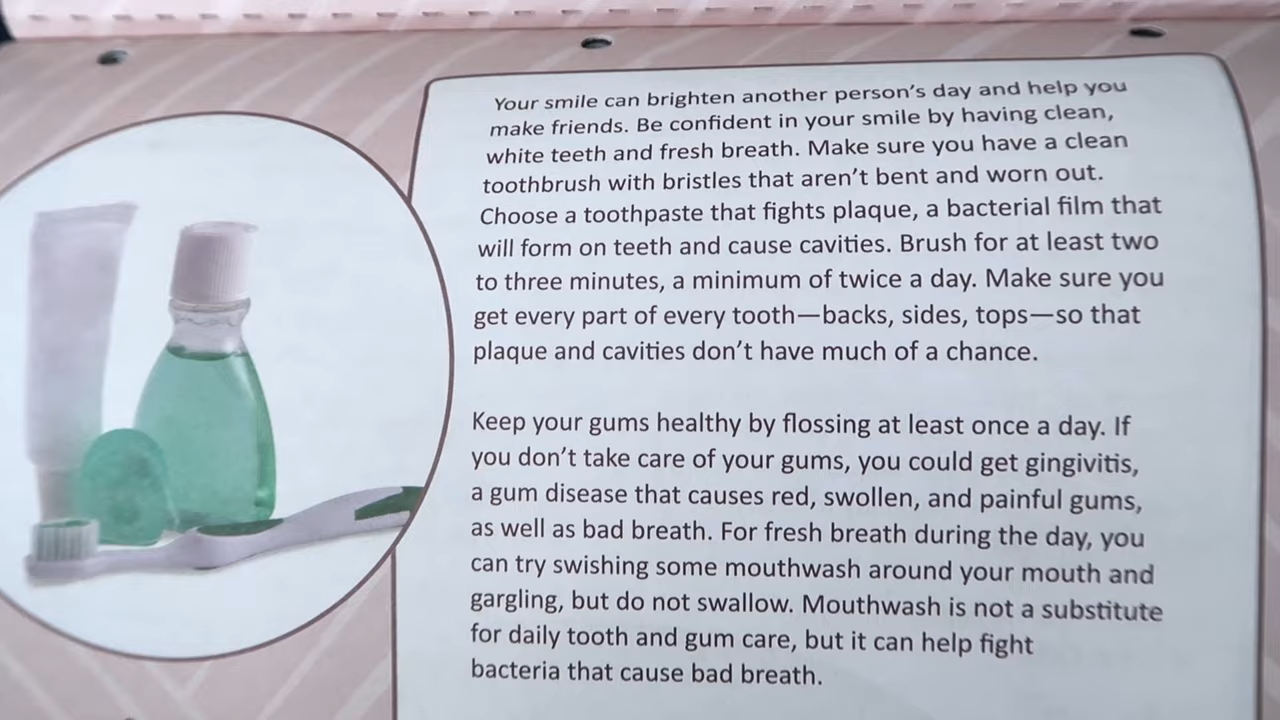 Your smile can brighten another person's day and help you
make friends. Be confident in your smile by having clean,
white teeth and fresh breath. Make sure you have a clean
toothbrush with bristles that aren't bent and worn out.
Choose a toothpaste that fights plaque, a bacterial film that
will form on teeth and cause cavities. Brush for at least two
to three minutes, a minimum of twice a day. Make sure you
get every part of every tooth—backs, sides, tops—so that
plaque and cavities don't have much of a chance.
Keep your gums healthy by flossing at least once a day. If
you don't take care of your gums, you could get gingivitis,
a gum disease that causes red, swollen, and painful gums,
as well as bad breath. For fresh breath during the day, you
can try swishing some mouthwash around your mouth and
gargling, but do not swallow. Mouthwash is not a substitute
for daily tooth and gum care, but it can help fight
bacteria that cause bad breath.